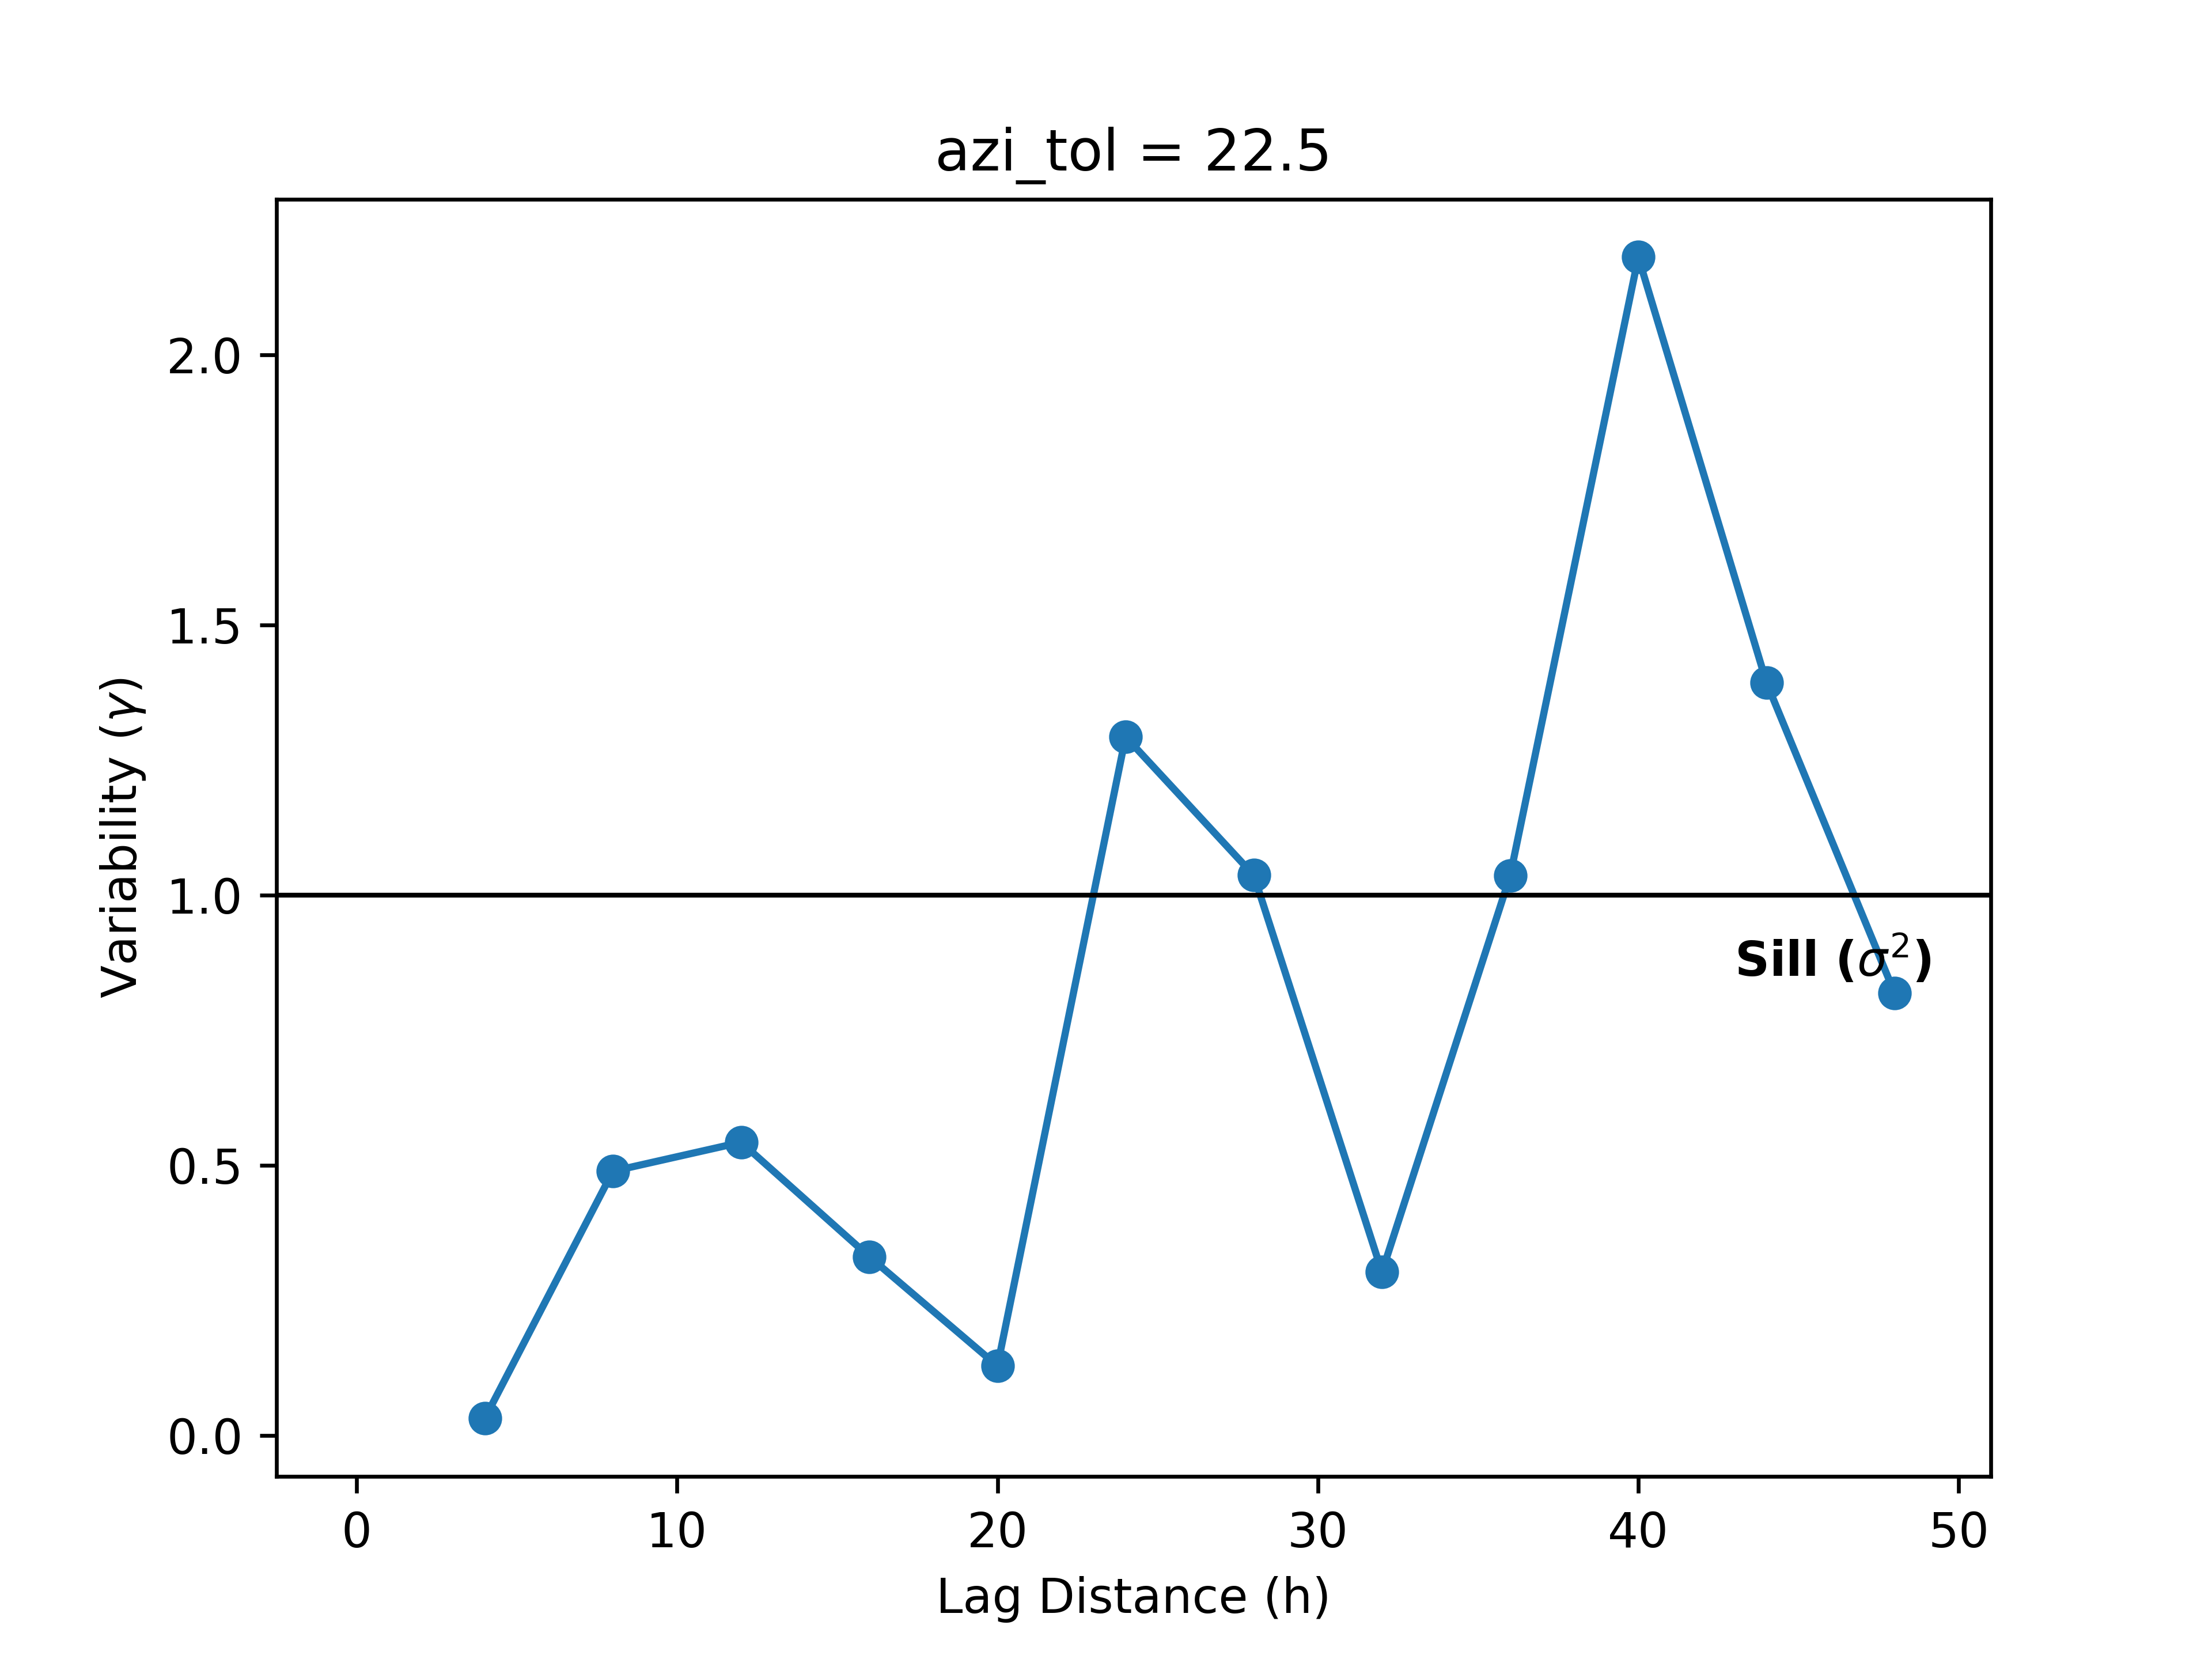 azi_tol = 22.5
Variability (γ)
2.0
1.5
1.0
0.5
0.0
Sill (σ²)
0 10 20 30 40 50
Lag Distance (h)